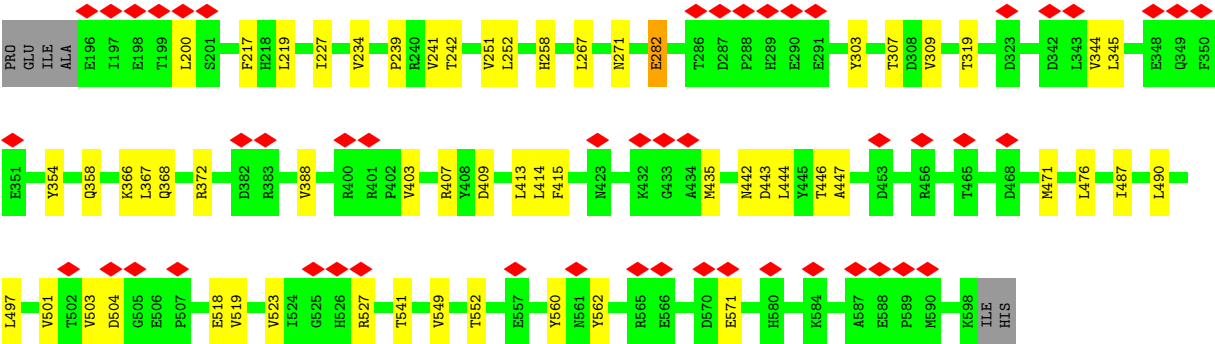 PRO GLU ILE ALA E196 I197 E198 T199 L200 S201 F217 H218 L219 I227 V234 P239 R240 V241 T242 V251 L252 H258 L267 N271 E282 T286 D287 P288 H289 E290 E291 Y303 T307 D308 V309 T319 D323 D342 L343 V344 L345 E348 Q349 F350
E351 Y354 Q358 K366 L367 Q368 R372 D382 R383 V388 R400 R401 P402 V403 R407 Y408 D409 L413 L414 F415 N423 K432 G433 A434 M435 N442 D443 L444 Y445 T446 A447 D453 R456 T465 D468 M471 L476 I487 L490
L497 V501 T502 V503 D504 G505 E506 P507 E518 V519 V523 I524 G525 H526 R527 T541 V549 T552 E557 Y560 N561 Y562 R565 E566 D570 E571 H580 K584 A587 E588 P589 M590 K598 ILE HIS